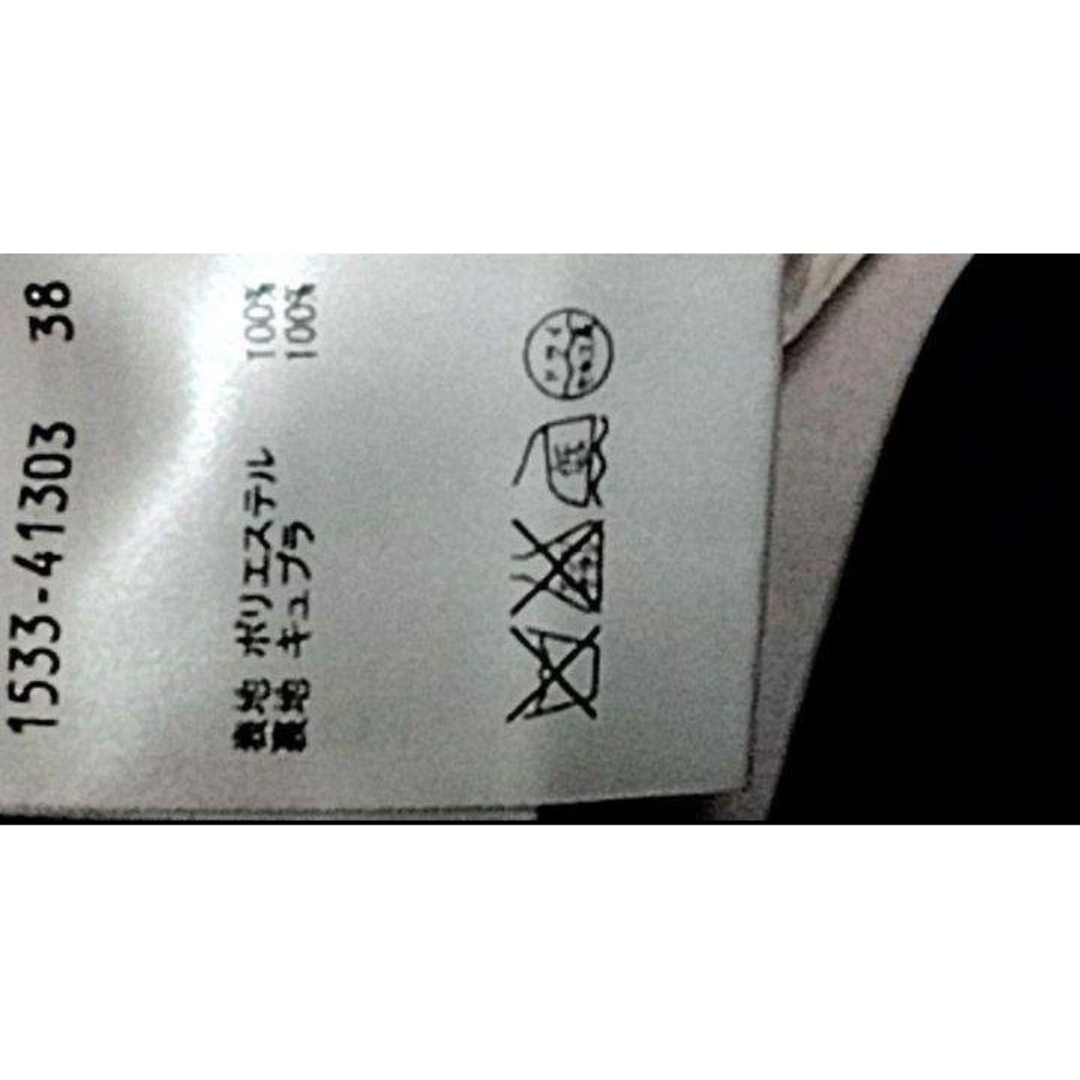 1533-41303 38
表地 ポリエステル 100%
裏地 キュプラ 100%
低